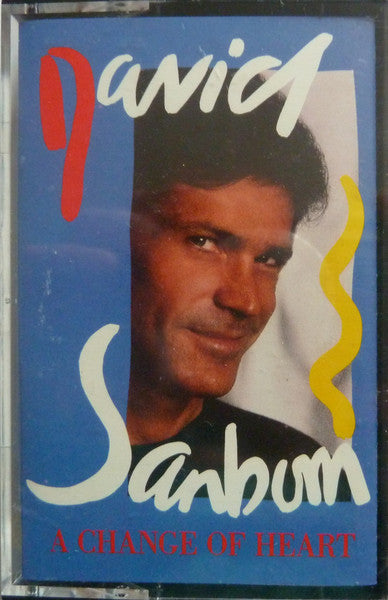 David
Sanborn
A CHANGE OF HEART